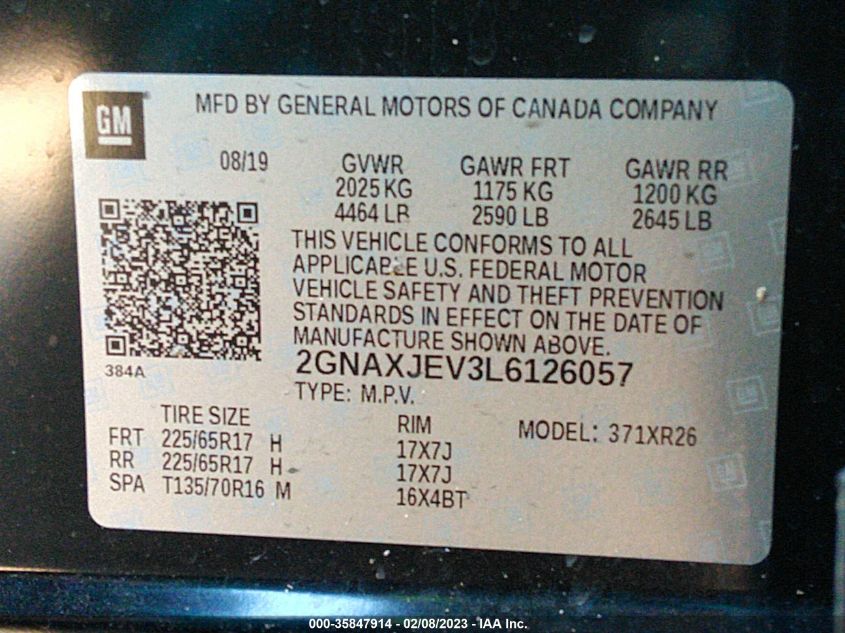 GM
MFD BY GENERAL MOTORS OF CANADA COMPANY
08/19 GVWR GAWR FRT GAWR RR
2025 KG 1175 KG 1200 KG
4464 LB 2590 LB 2645 LB
THIS VEHICLE CONFORMS TO ALL
APPLICABLE U.S. FEDERAL MOTOR
VEHICLE SAFETY AND THEFT PREVENTION
STANDARDS IN EFFECT ON THE DATE OF
MANUFACTURE SHOWN ABOVE.
384A
2GNAXJEV3L6126057
TYPE: M.P.V.
TIRE SIZE RIM MODEL: 371XR26
FRT 225/65R17 H 17X7J
RR 225/65R17 H 17X7J
SPA T135/70R16 M 16X4BT
000-35847914 - 02/08/2023 - IAA Inc.